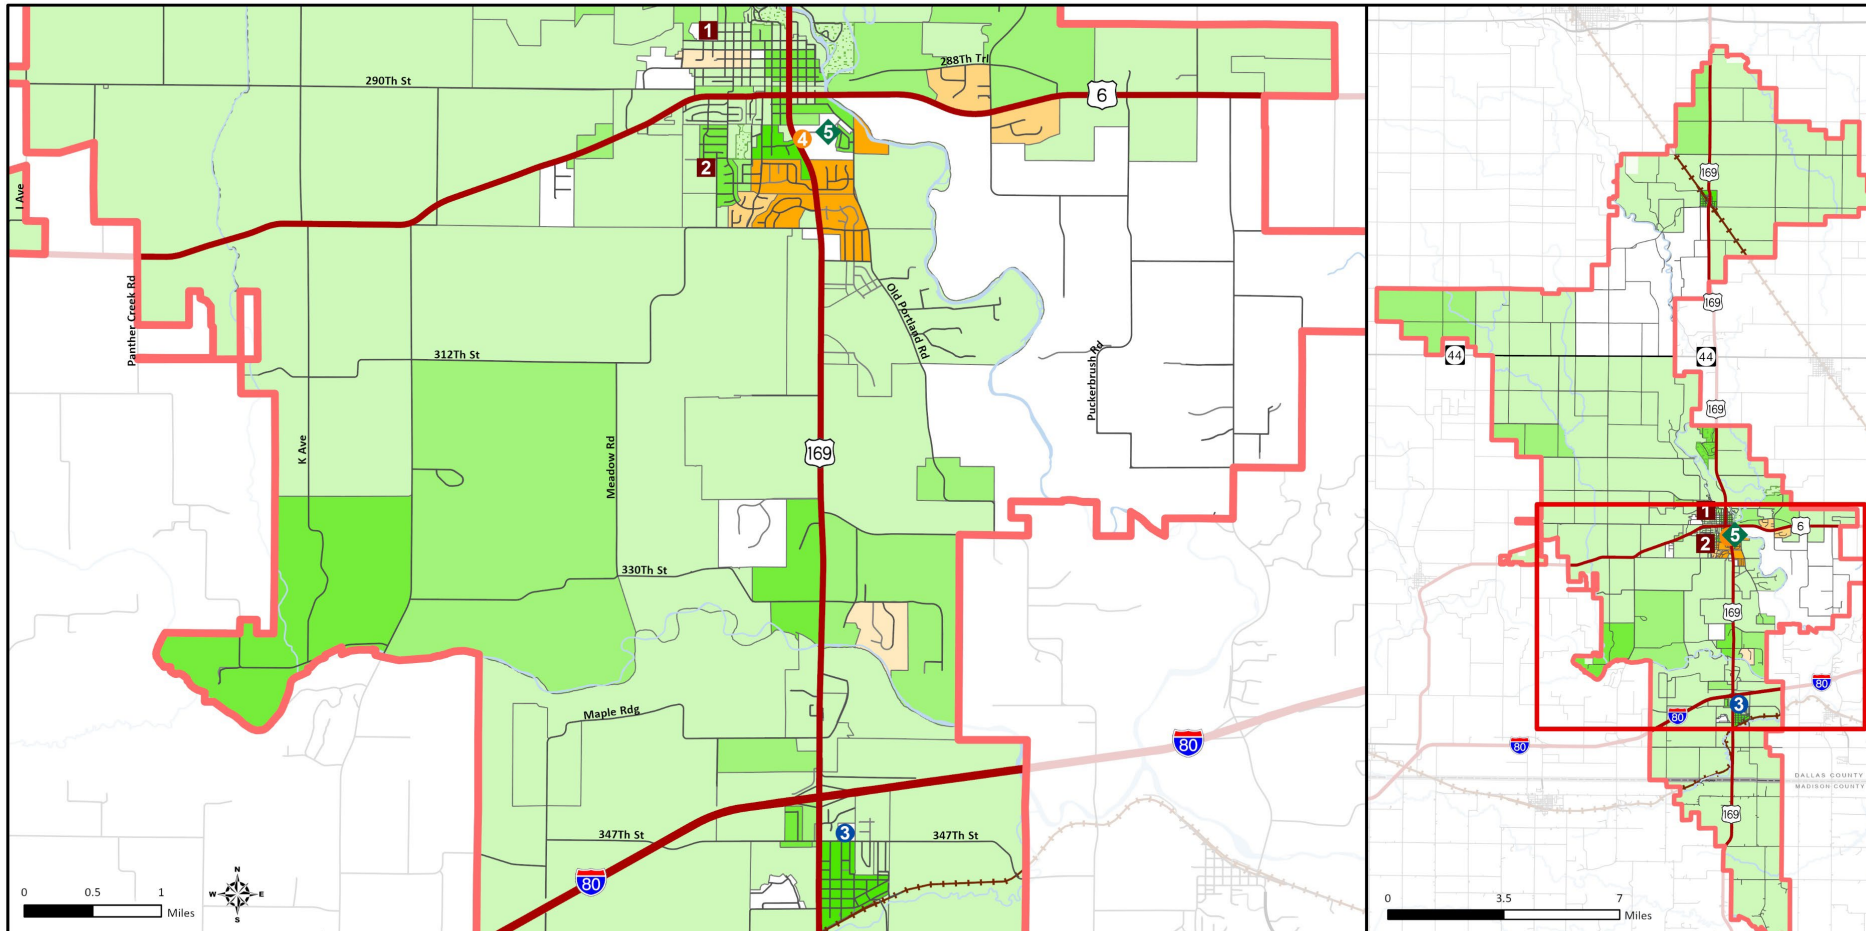 1
290Th St
288Th Trl
6
4
5
2
I Ave
Panther Creek Rd
Old Portland Rd
312Th St
Puckerbrush Rd
K Ave
Meadow Rd
169
330Th St
Maple Rdg
80
347Th St
3
347Th St
80
N
W
E
S
0
0.5
1
Miles
169
169
44
44
169
1
6
5
2
169
80
3
80
80
DALLAS COUNTY
MADISON COUNTY
169
0
3.5
7
Miles